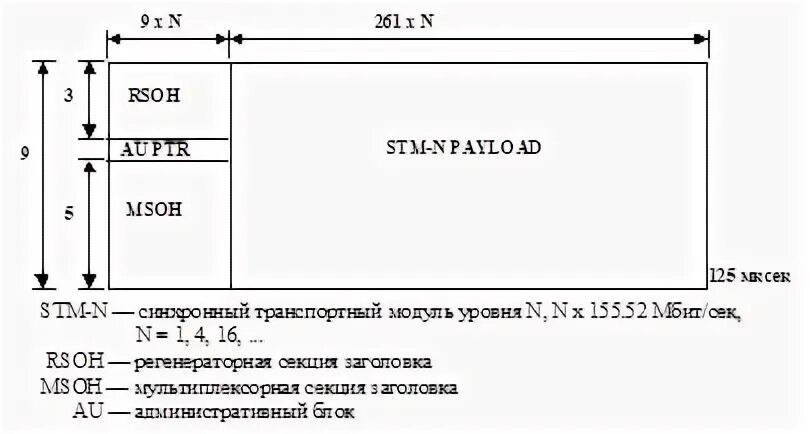 9 x N
261 x N
3
RSOH
9
AU PTR
STM-N PAYLOAD
5
MSOH
125 мксек
STM-N — синхронный транспортный модуль уровня N, N x 155.52 Мбит/сек,
N = 1, 4, 16, ...
RSOH — регенераторная секция заголовка
MSOH — мультиплексорная секция заголовка
AU — административный блок